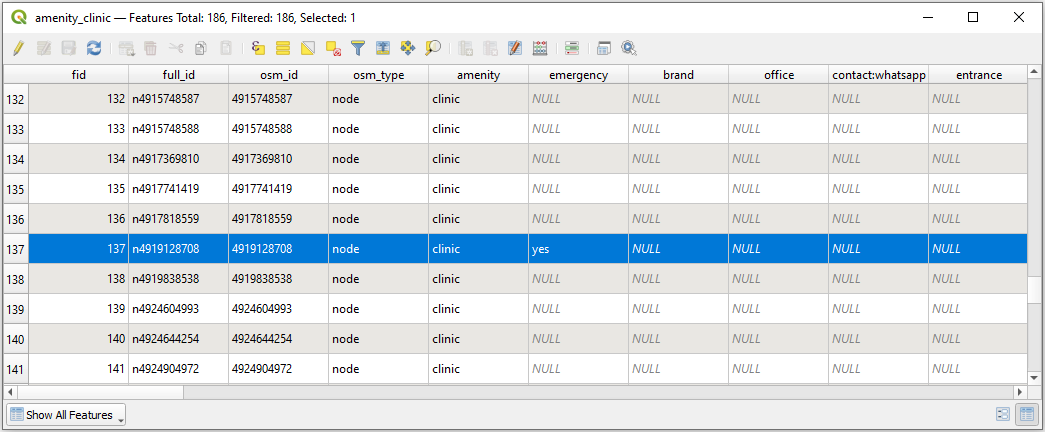 amenity_clinic — Features Total: 186, Filtered: 186, Selected: 1
fid full_id osm_id osm_type amenity emergency brand office contact:whatsapp entrance
132 132 n4915748587 4915748587 node clinic NULL NULL NULL NULL NULL
133 133 n4915748588 4915748588 node clinic NULL NULL NULL NULL NULL
134 134 n4917369810 4917369810 node clinic NULL NULL NULL NULL NULL
135 135 n4917741419 4917741419 node clinic NULL NULL NULL NULL NULL
136 136 n4917818559 4917818559 node clinic NULL NULL NULL NULL NULL
137 137 n4919128708 4919128708 node clinic yes NULL NULL NULL NULL
138 138 n4919838538 4919838538 node clinic NULL NULL NULL NULL NULL
139 139 n4924604993 4924604993 node clinic NULL NULL NULL NULL NULL
140 140 n4924644254 4924644254 node clinic NULL NULL NULL NULL NULL
141 141 n4924904972 4924904972 node clinic NULL NULL NULL NULL NULL
Show All Features